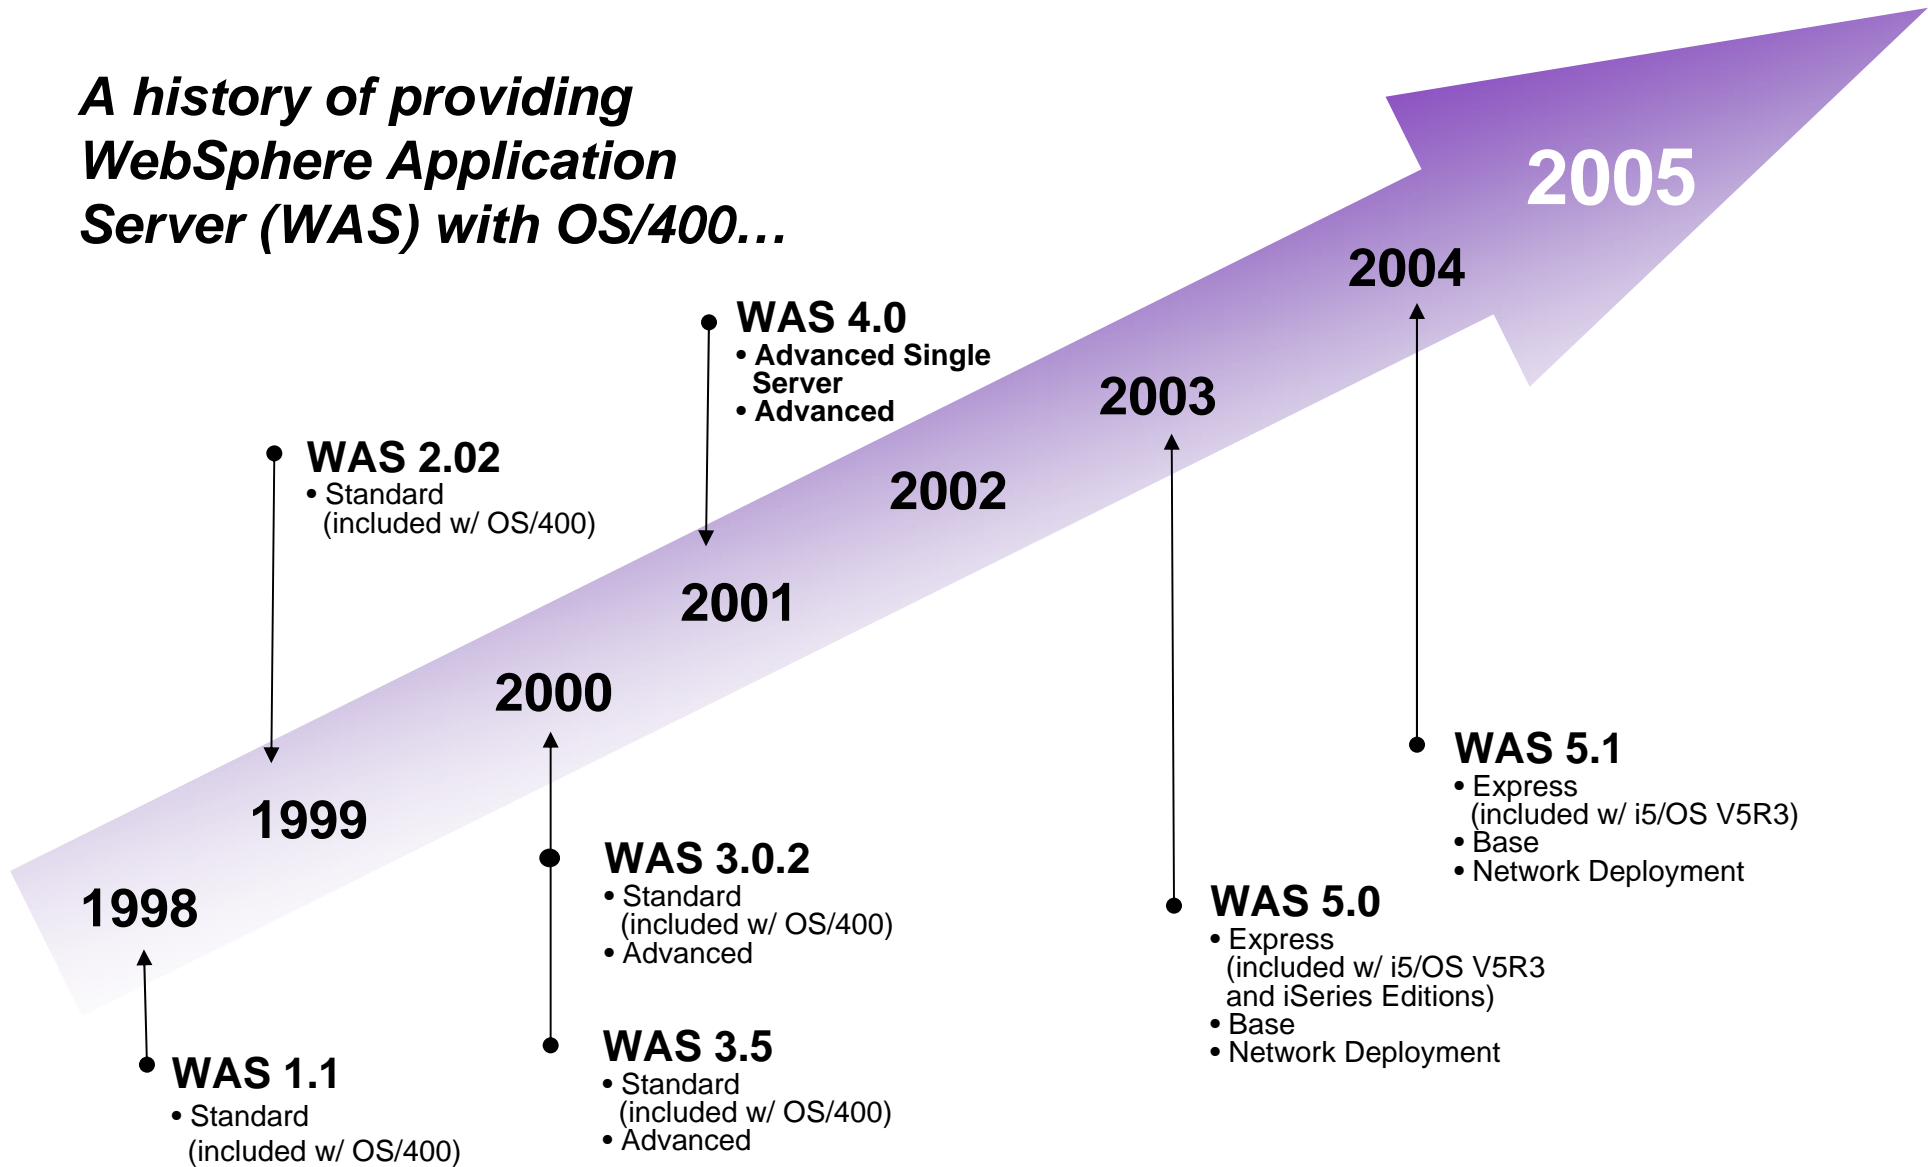 A history of providing
WebSphere Application
Server (WAS) with OS/400…
2005
2004
WAS 4.0
• Advanced Single
Server
• Advanced
2003
WAS 2.02
• Standard
(included w/ OS/400)
2002
2001
2000
1999
1998
WAS 5.1
• Express
(included w/ i5/OS V5R3)
• Base
• Network Deployment
WAS 3.0.2
• Standard
(included w/ OS/400)
• Advanced
WAS 5.0
• Express
(included w/ i5/OS V5R3
and iSeries Editions)
• Base
• Network Deployment
WAS 3.5
• Standard
(included w/ OS/400)
• Advanced
WAS 1.1
• Standard
(included w/ OS/400)